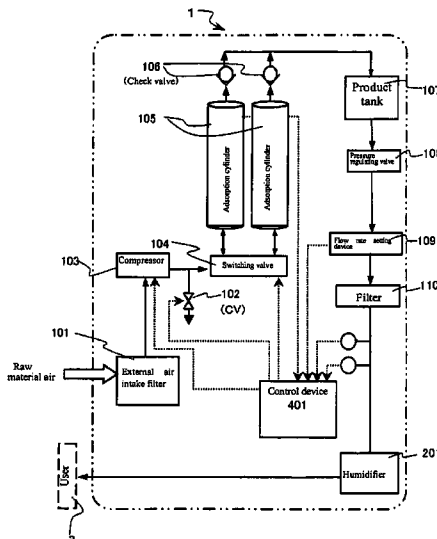 1
106
(Check valve)
Product
tank
107
105
Adsorption cylinder
Adsorption cylinder
Pressure
regulating valve
Flow rate setting
device
109
104
103
Compressor
Switching valve
Filter
110
102
(CV)
101
External air
intake filter
Raw
material air
Control device
401
User
Humidifier
201